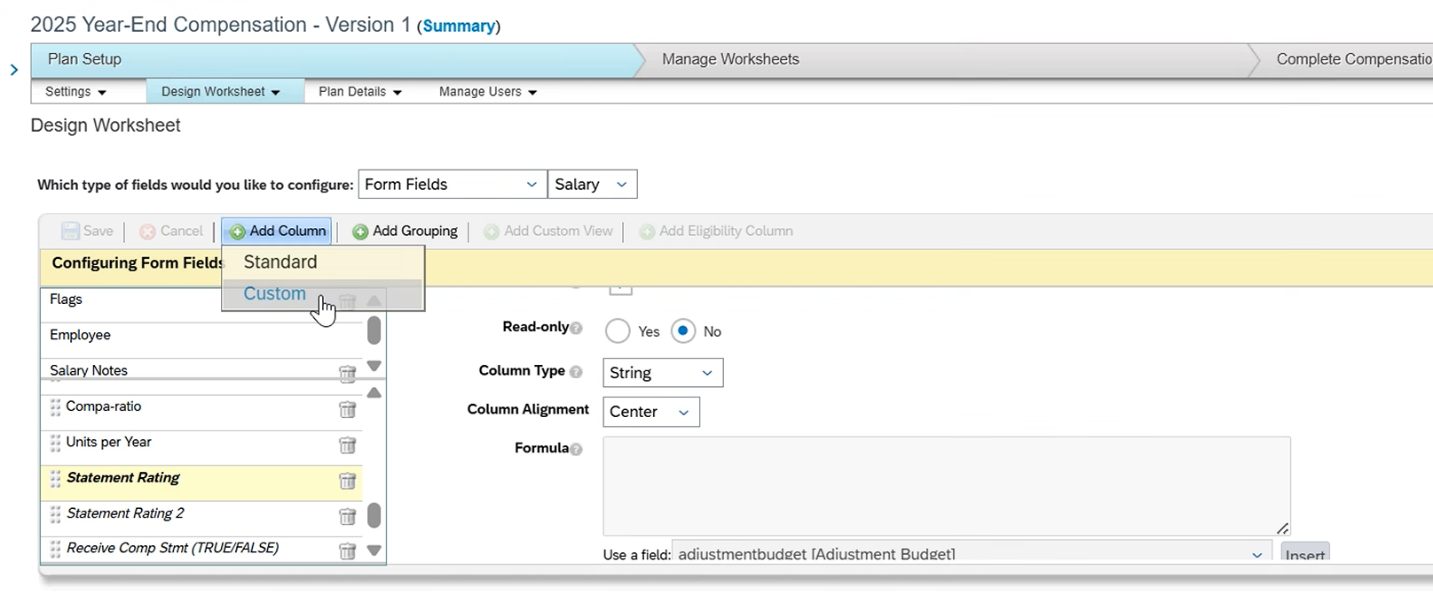 2025 Year-End Compensation - Version 1 (Summary)
Plan Setup
Manage Worksheets
Complete Compensatio
Settings
Design Worksheet
Plan Details
Manage Users
Design Worksheet
Which type of fields would you like to configure: Form Fields Salary
Save Cancel Add Column Add Grouping Add Custom View Add Eligibility Column
Configuring Form Fields
Standard
Custom
Flags
Employee
Salary Notes
Compa-ratio
Units per Year
Statement Rating
Statement Rating 2
Receive Comp Stmt (TRUE/FALSE)
Read-only Yes No
Column Type String
Column Alignment Center
Formula
Use a field: adjustmentbudget [Adjustment Budget] Insert